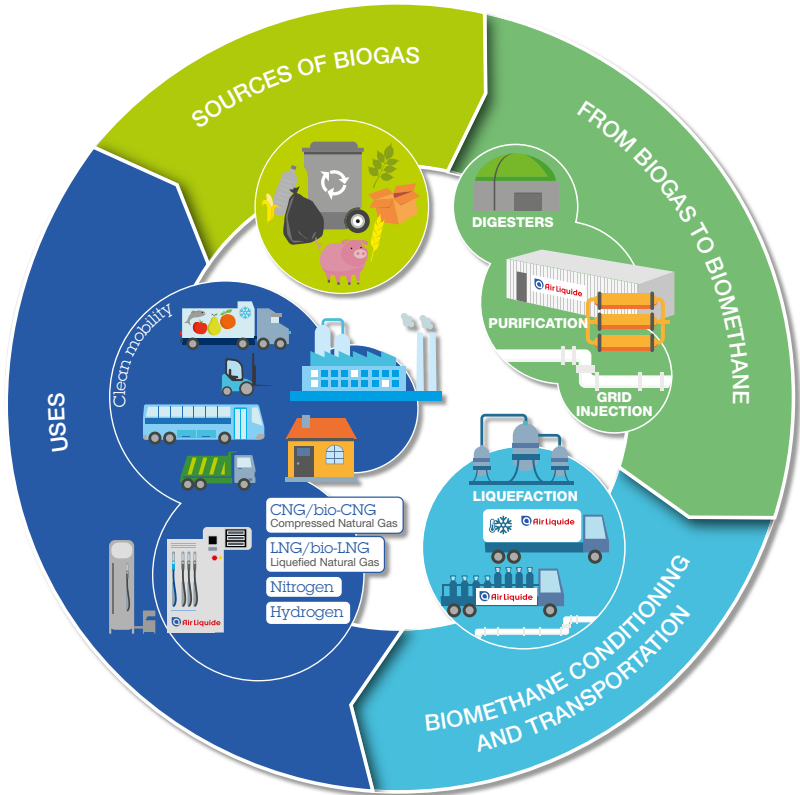 SOURCES OF BIOGAS
FROM BIOGAS TO BIOMETHANE
DIGESTERS
Air Liquide
PURIFICATION
GRID
INJECTION
LIQUEFACTION
Air Liquide
Air Liquide
BIOMETHANE CONDITIONING
AND TRANSPORTATION
USES
Clean mobility
CNG/bio-CNG
Compressed Natural Gas
LNG/bio-LNG
Liquefied Natural Gas
Nitrogen
Hydrogen
Air Liquide